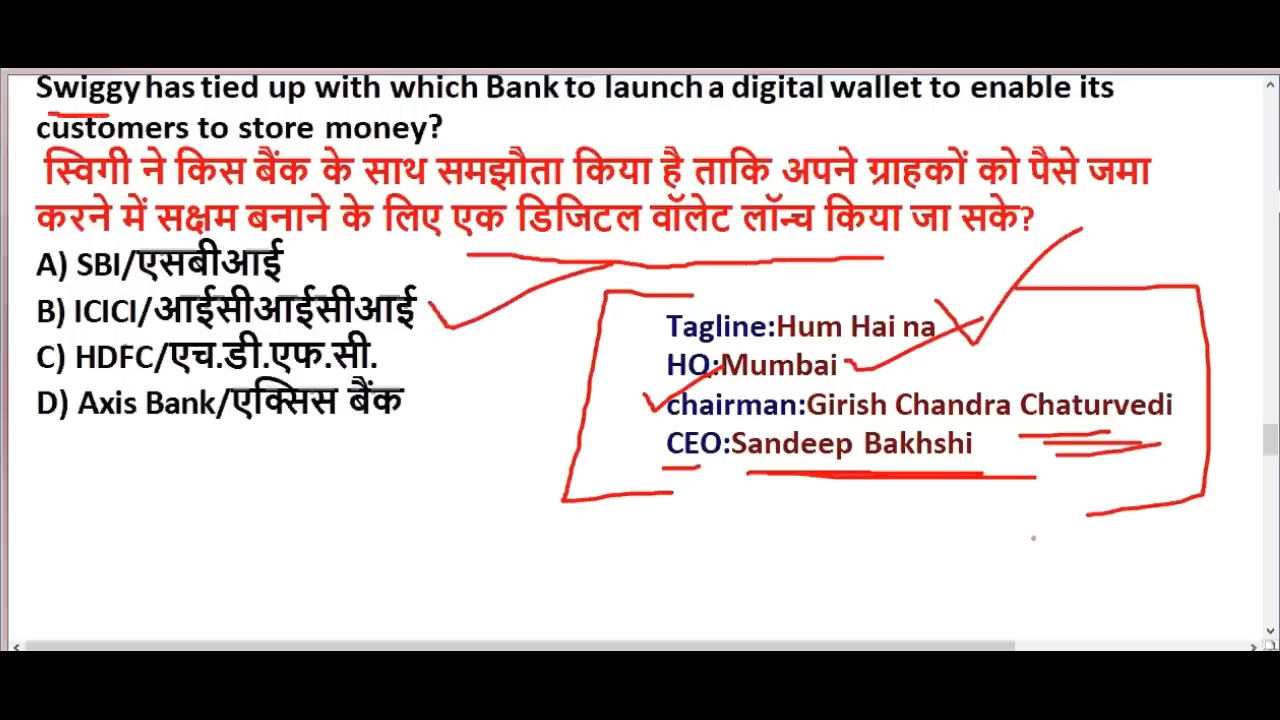 Swiggy has tied up with which Bank to launch a digital wallet to enable its
customers to store money?
स्विगी ने किस बैंक के साथ समझौता किया है ताकि अपने ग्राहकों को पैसे जमा
करने में सक्षम बनाने के लिए एक डिजिटल वॉलेट लॉन्च किया जा सके?
A) SBI/एसबीआई
B) ICICI/आईसीआईसीआई
C) HDFC/एच.डी.एफ.सी.
D) Axis Bank/एक्सिस बैंक
Tagline:Hum Hai na
HQ:Mumbai
chairman:Girish Chandra Chaturvedi
CEO:Sandeep Bakhshi